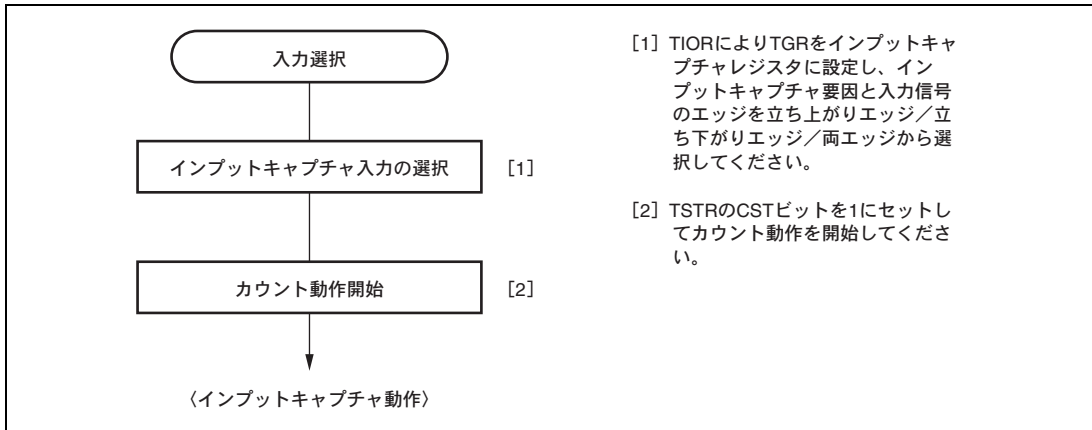 入力選択
インプットキャプチャ入力の選択 [1]
カウント動作開始 [2]
〈インプットキャプチャ動作〉
[1] TIORによりTGRをインプットキャ
プチャレジスタに設定し、イン
プットキャプチャ要因と入力信号
のエッジを立ち上がりエッジ／立
ち下がりエッジ／両エッジから選
択してください。
[2] TSTRのCSTビットを1にセットし
てカウント動作を開始してくださ
い。